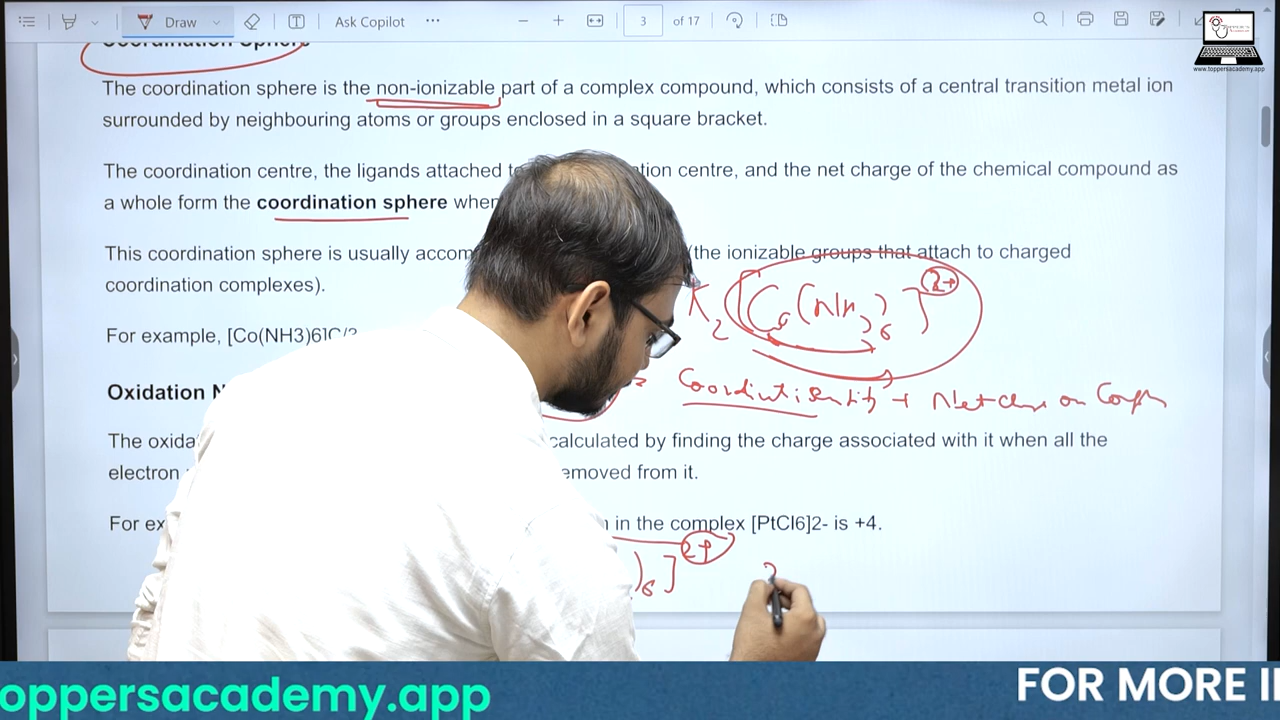 Draw
Ask Copilot
3 of 17
www.toppersacademy.app
Coordination Sphere
The coordination sphere is the non-ionizable part of a complex compound, which consists of a central transition metal ion
surrounded by neighbouring atoms or groups enclosed in a square bracket.
The coordination centre, the ligands attached to tion centre, and the net charge of the chemical compound as
a whole form the coordination sphere when
This coordination sphere is usually accom (the ionizable groups that attach to charged
coordination complexes).
K2[Co(NH3)6]2+
For example, [Co(NH3)6]C
Oxidation N
= Coordinti entity + Net charge on
The oxida calculated by finding the charge associated with it when all the
electron emoved from it.
For ex n in the complex [PtCl6]2- is +4.
)6]2+
oppersacademy.app
FOR MORE I